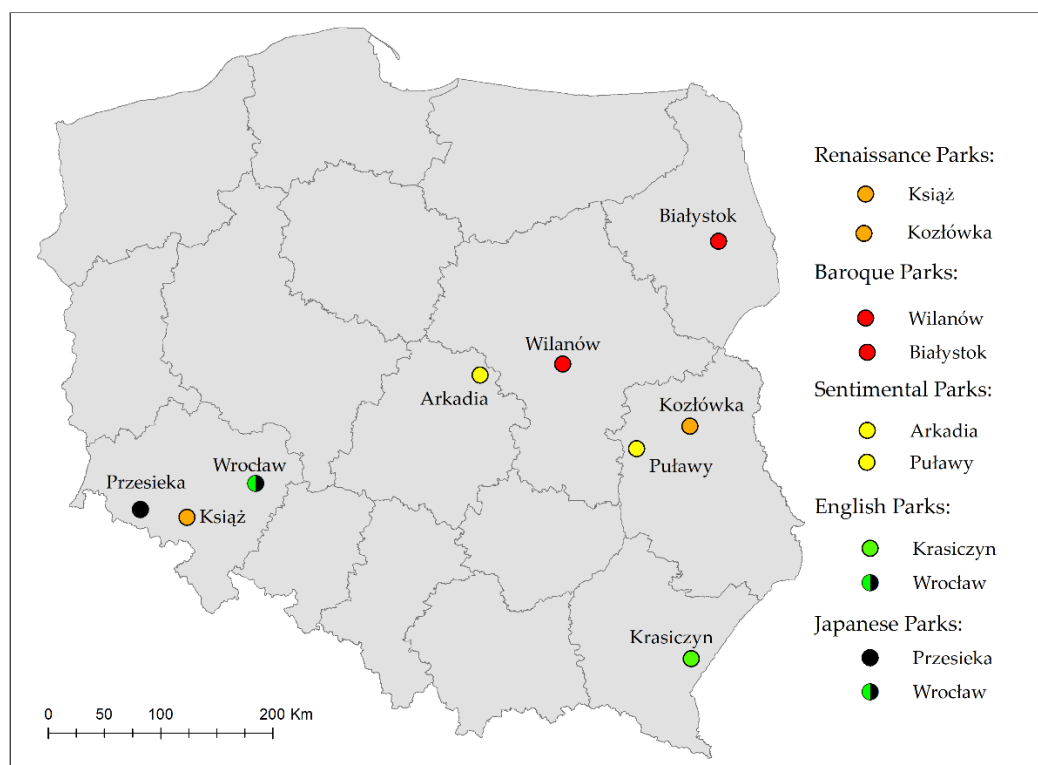 Renaissance Parks:
Książ
Kozłówka
Baroque Parks:
Wilanów
Białystok
Sentimental Parks:
Arkadia
Puławy
English Parks:
Krasiczyn
Wrocław
Japanese Parks:
Przesieka
Wrocław
Białystok
Wilanów
Arkadia
Kozłówka
Puławy
Wrocław
Przesieka
Książ
Krasiczyn
0 50 100 200 Km